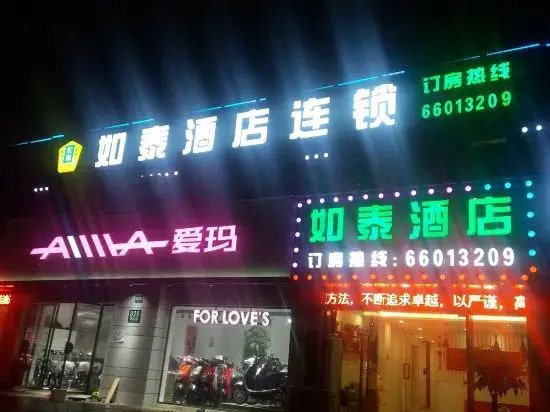 如泰酒店连锁
订房热线
66013209
AIMA 爱玛
如泰酒店
订房热线：66013209
方法，不断追求卓越，以严谨，高
FOR LOVE'S